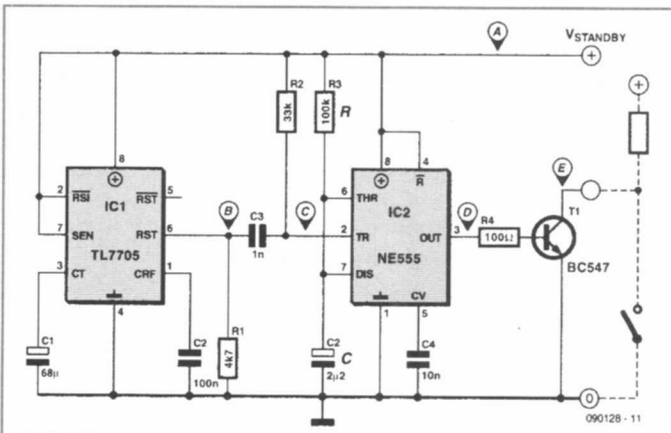 A
VSTANDBY
R2
33k
R3
100k
R
8
2
RSI
IC1
RST
5
7
SEN
RST
6
TL7705
3
CT
CRF
1
4
B
C3
1n
C
8
4
R
6
THR
IC2
2
TR
OUT
3
NE555
7
DIS
CV
1
5
D
R4
100Ω
E
T1
BC547
C1
68µ
C2
100n
R1
4k7
C2
2µ2
C
C4
10n
0
090128 - 11